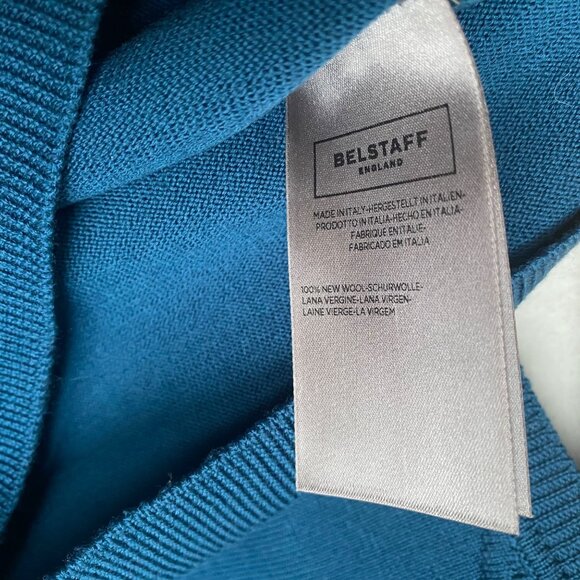 BELSTAFF
ENGLAND
MADE IN ITALY-HERGESTELLT IN ITALIEN-
PRODOTTO IN ITALIA-HECHO EN ITALIA-
FABRIQUE EN ITALIE-
FABRICADO EM ITALIA
100% NEW WOOL-SCHURWOLLE-
LANA VERGINE-LANA VIRGEN-
LAINE VIERGE-LA VIRGEM